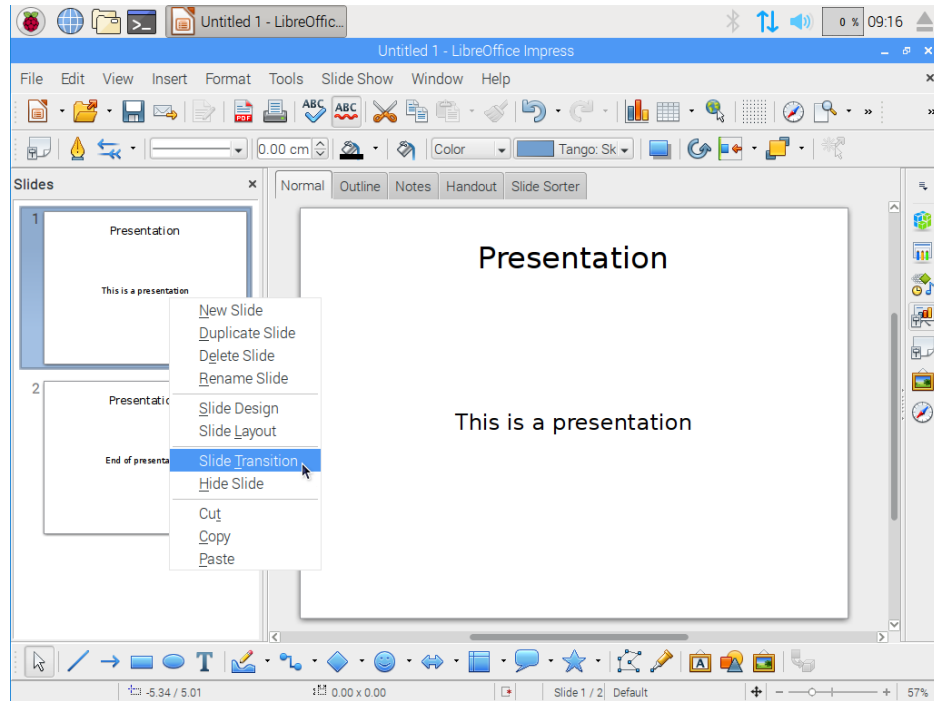 Untitled 1 - LibreOffic...
0 % 09:16
Untitled 1 - LibreOffice Impress
File Edit View Insert Format Tools Slide Show Window Help
PDF ABC ABC
0.00 cm Color Tango: Sk
Slides
Normal Outline Notes Handout Slide Sorter
1
Presentation
This is a presentation
2
Presentatio
End of presenta
New Slide
Duplicate Slide
Delete Slide
Rename Slide
Slide Design
Slide Layout
Slide Transition
Hide Slide
Cut
Copy
Paste
Presentation
This is a presentation
T
A
-5.34 / 5.01 0.00 x 0.00 Slide 1 / 2 Default 57%